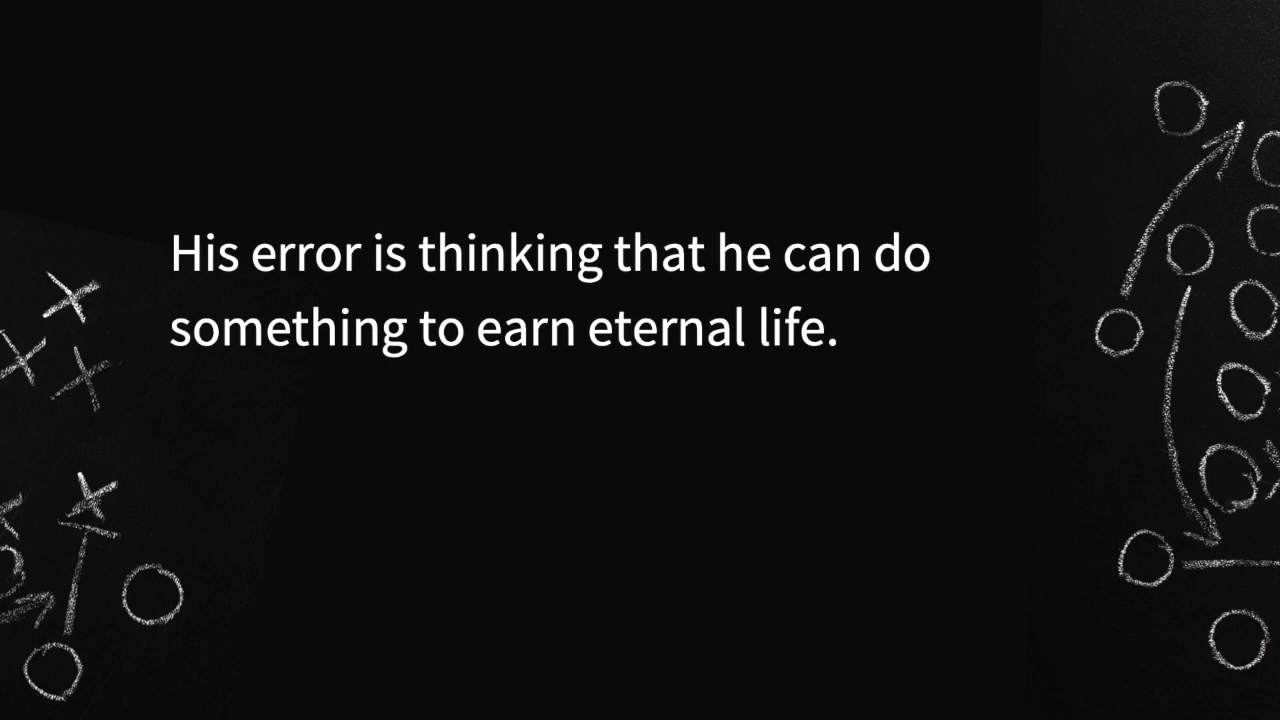 His error is thinking that he can do
something to earn eternal life.